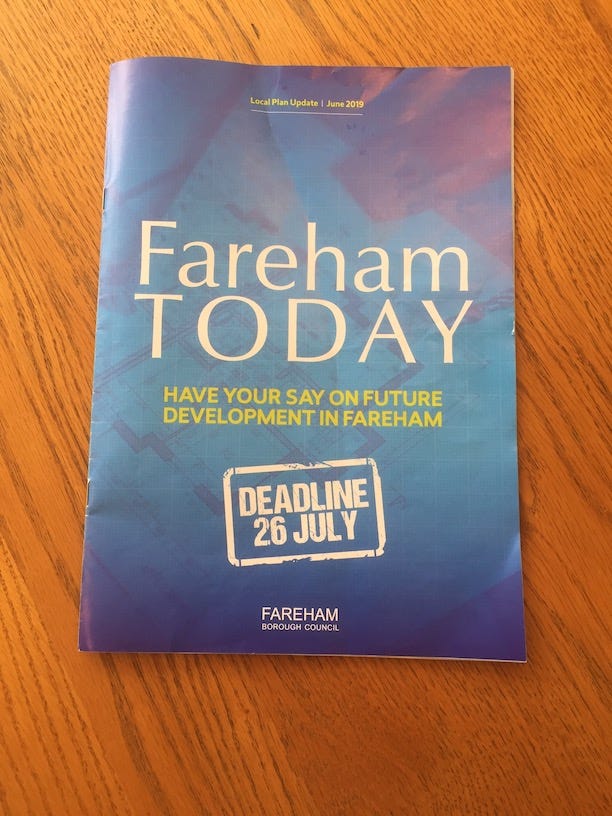 Local Plan Update | June 2019
Fareham
TODAY
HAVE YOUR SAY ON FUTURE
DEVELOPMENT IN FAREHAM
DEADLINE
26 JULY
FAREHAM
BOROUGH COUNCIL